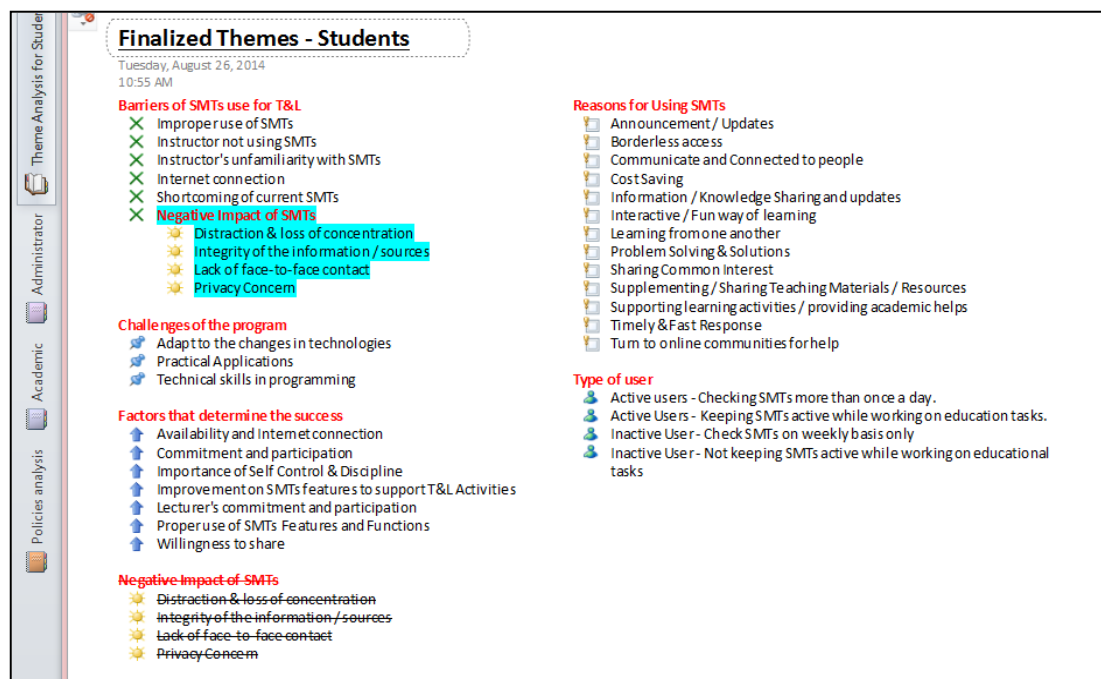 Theme Analysis for Studen
Administrator
Academic
Policies analysis
Finalized Themes - Students
Tuesday, August 26, 2014
10:55 AM
Barriers of SMTs use for T&L
Improper use of SMTs
Instructor not using SMTs
Instructor's unfamiliarity with SMTs
Internet connection
Shortcoming of current SMTs
Negative Impact of SMTs
Distraction & loss of concentration
Integrity of the information / sources
Lack of face-to-face contact
Privacy Concern
Challenges of the program
Adapt to the changes in technologies
Practical Applications
Technical skills in programming
Factors that determine the success
Availability and Internet connection
Commitment and participation
Importance of Self Control & Discipline
Improvement on SMTs features to support T&L Activities
Lecturer's commitment and participation
Proper use of SMTs Features and Functions
Willingness to share
Negative Impact of SMTs
Distraction & loss of concentration
Integrity of the information / sources
Lack of face-to-face contact
Privacy Concern
Reasons for Using SMTs
Announcement / Updates
Borderless access
Communicate and Connected to people
Cost Saving
Information / Knowledge Sharing and updates
Interactive / Fun way of learning
Learning from one another
Problem Solving & Solutions
Sharing Common Interest
Supplementing / Sharing Teaching Materials / Resources
Supporting learning activities / providing academic helps
Timely & Fast Response
Turn to online communities for help
Type of user
Active users - Checking SMTs more than once a day.
Active Users - Keeping SMTs active while working on education tasks.
Inactive User - Check SMTs on weekly basis only
Inactive User - Not keeping SMTs active while working on educational
tasks